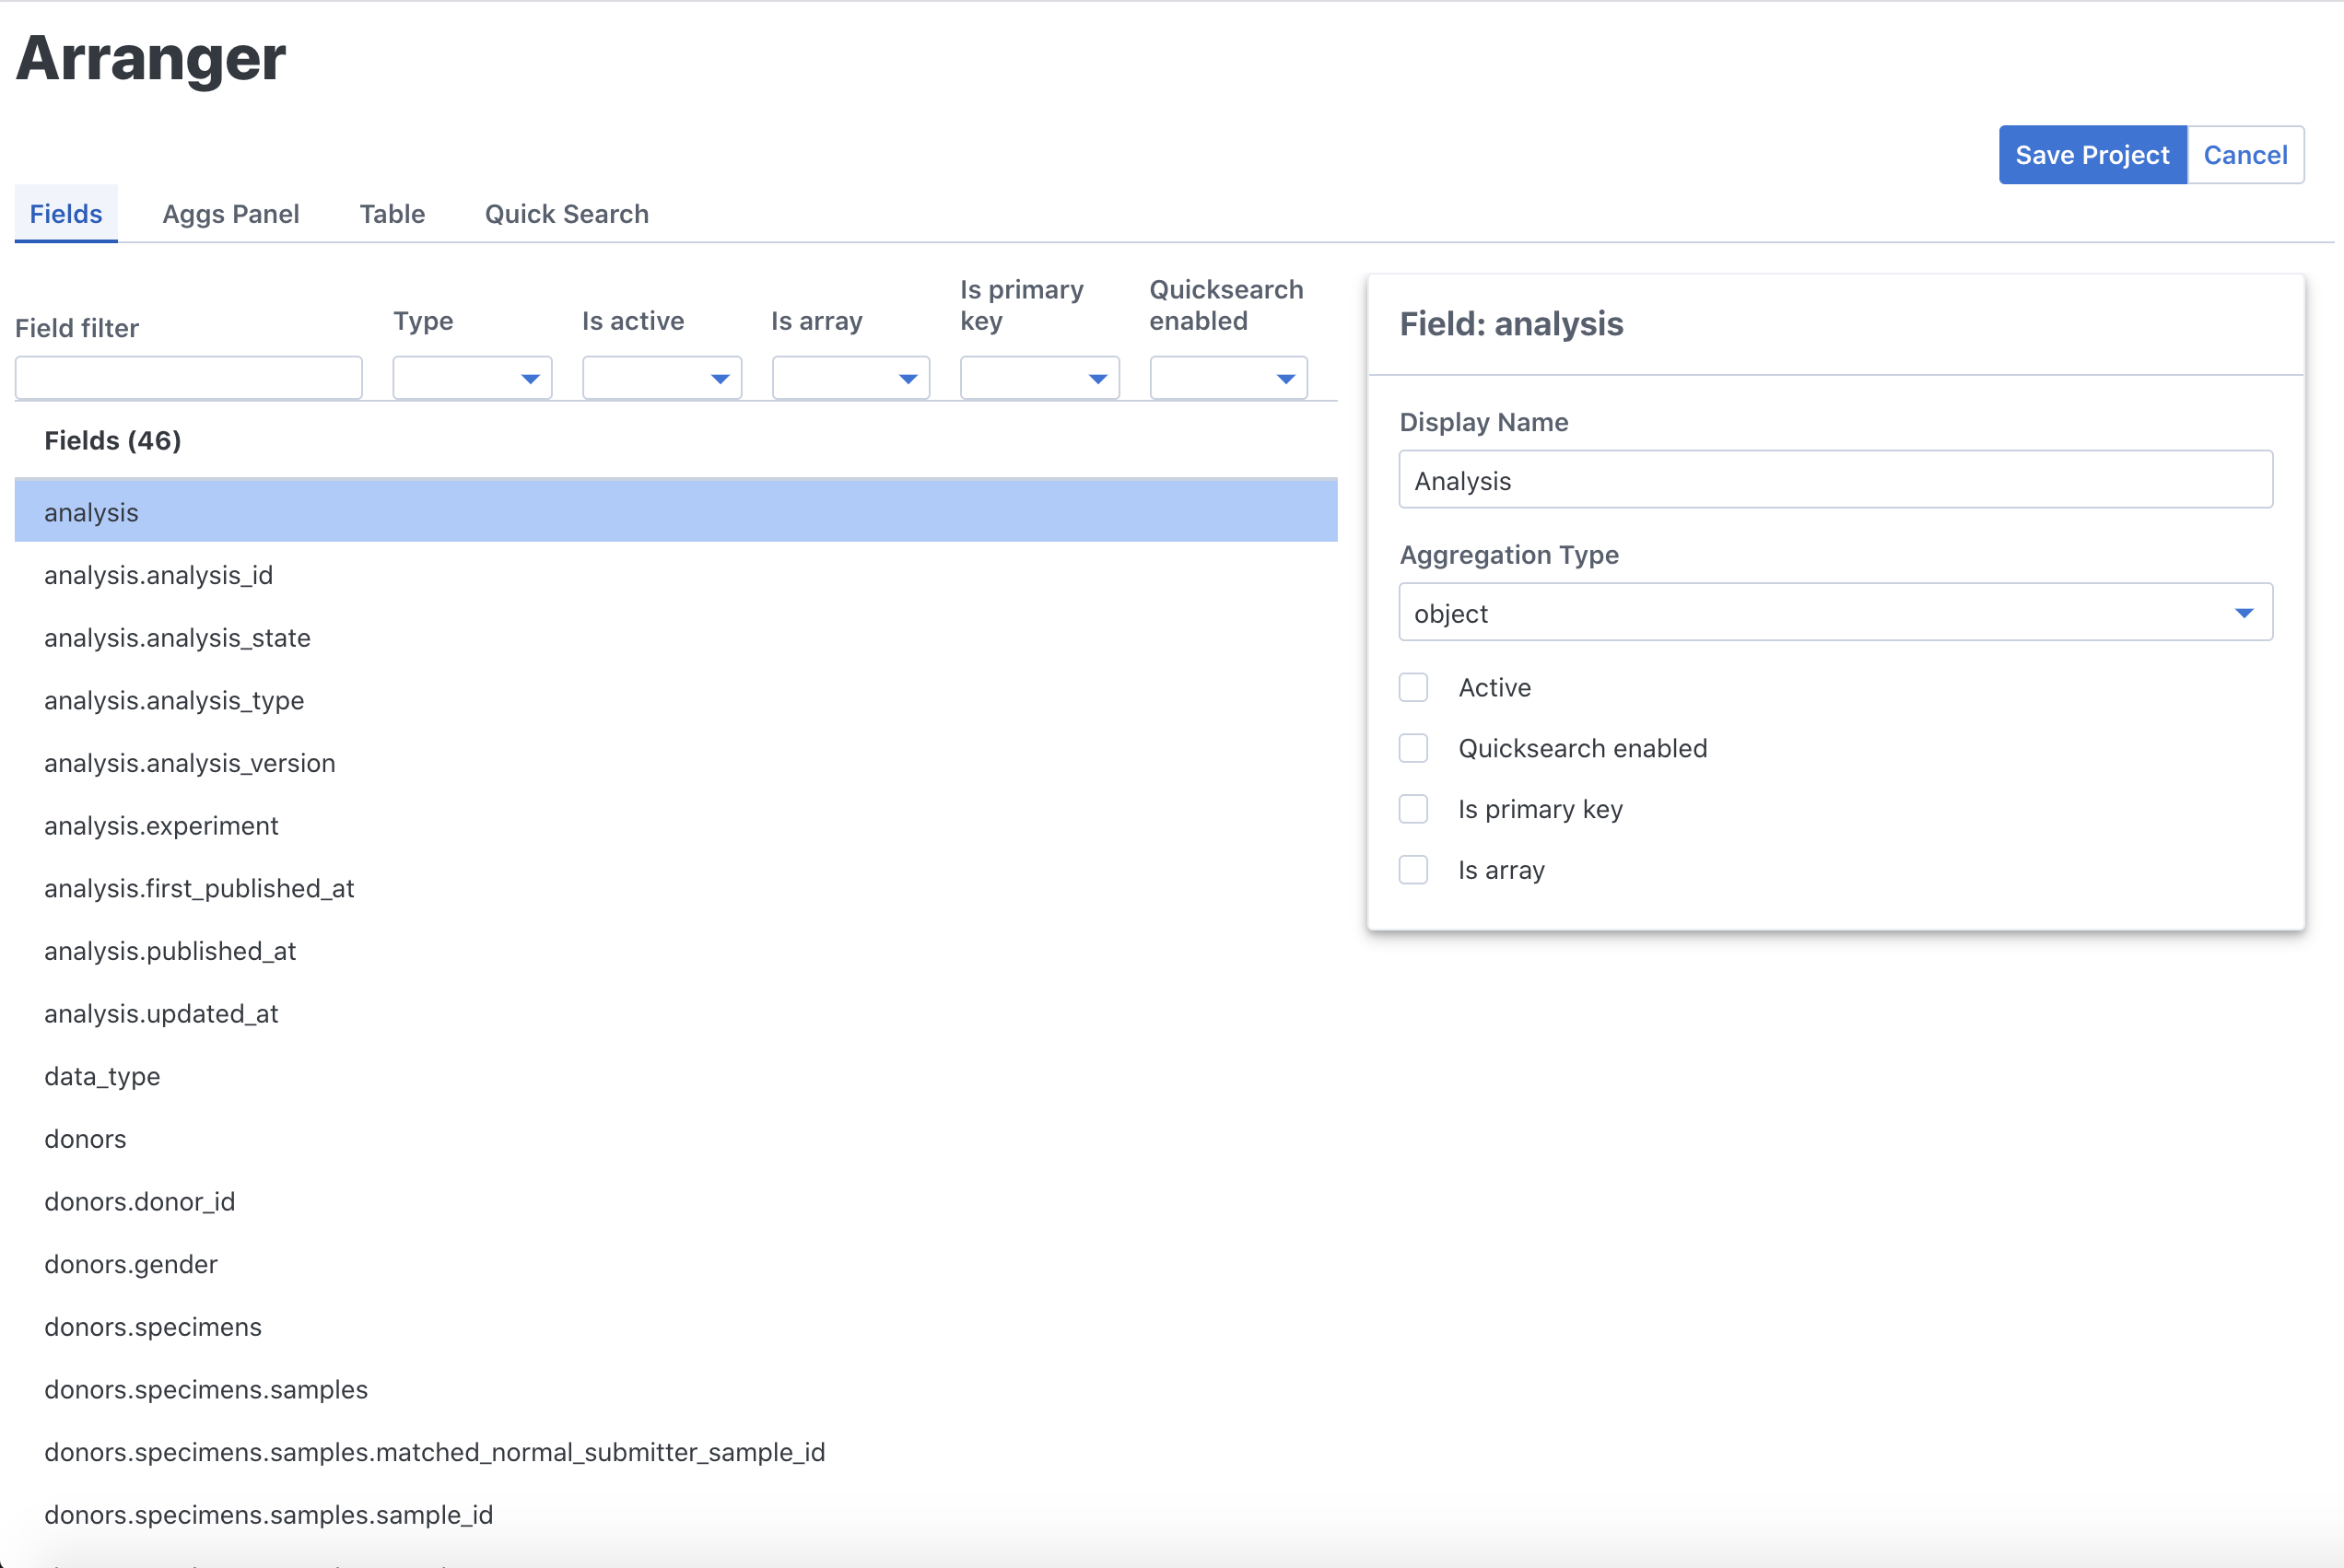 Arranger
Save Project
Cancel
Fields
Aggs Panel
Table
Quick Search
Field filter
Type
Is active
Is array
Is primary
key
Quicksearch
enabled
Fields (46)
analysis
analysis.analysis_id
analysis.analysis_state
analysis.analysis_type
analysis.analysis_version
analysis.experiment
analysis.first_published_at
analysis.published_at
analysis.updated_at
data_type
donors
donors.donor_id
donors.gender
donors.specimens
donors.specimens.samples
donors.specimens.samples.matched_normal_submitter_sample_id
donors.specimens.samples.sample_id
Field: analysis
Display Name
Analysis
Aggregation Type
object
Active
Quicksearch enabled
Is primary key
Is array